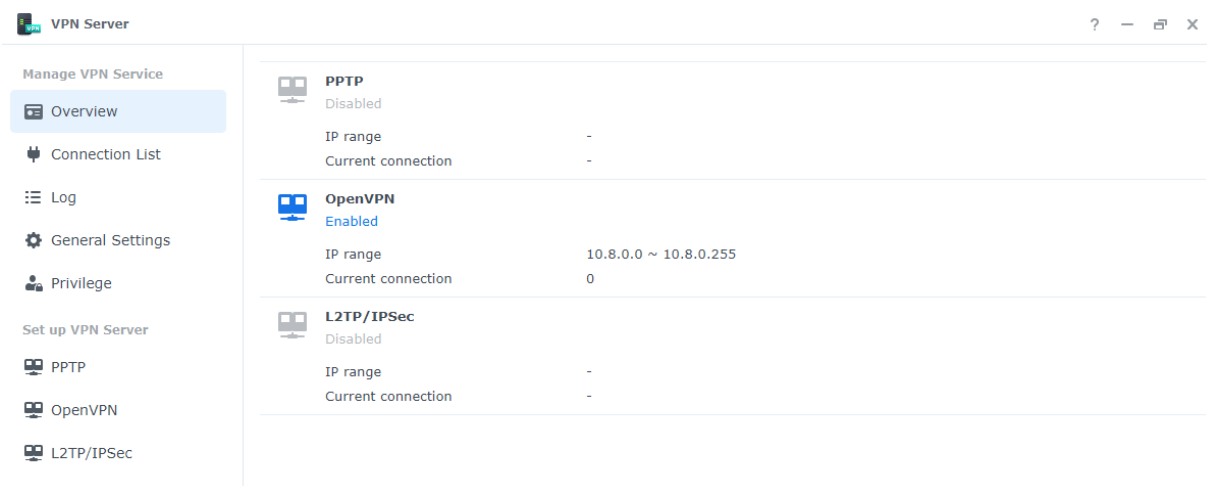 VPN Server
Manage VPN Service
Overview
Connection List
Log
General Settings
Privilege
Set up VPN Server
PPTP
OpenVPN
L2TP/IPSec
PPTP
Disabled
IP range -
Current connection -
OpenVPN
Enabled
IP range 10.8.0.0 ~ 10.8.0.255
Current connection 0
L2TP/IPSec
Disabled
IP range -
Current connection -